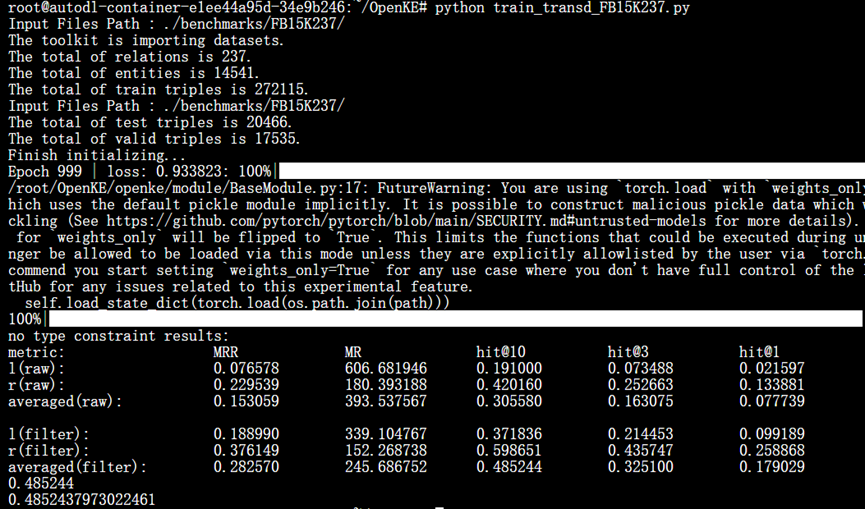 root@autodl-container-e1ee44a95d-34e9b246:~/OpenKE# python train_transd_FB15K237.py
Input Files Path : ./benchmarks/FB15K237/
The toolkit is importing datasets.
The total of relations is 237.
The total of entities is 14541.
The total of train triples is 272115.
Input Files Path : ./benchmarks/FB15K237/
The total of test triples is 20466.
The total of valid triples is 17535.
Finish initializing...
Epoch 999 | loss: 0.933823: 100%|
/root/OpenKE/openke/module/BaseModule.py:17: FutureWarning: You are using `torch.load` with `weights_only
hich uses the default pickle module implicitly. It is possible to construct malicious pickle data which w
ckling (See https://github.com/pytorch/pytorch/blob/main/SECURITY.md#untrusted-models for more details).
for `weights_only` will be flipped to `True`. This limits the functions that could be executed during un
nger be allowed to be loaded via this mode unless they are explicitly allowlisted by the user via `torch.
commend you start setting `weights_only=True` for any use case where you don't have full control of the
tHub for any issues related to this experimental feature.
self.load_state_dict(torch.load(os.path.join(path)))
100%|
no type constraint results:
metric: MRR MR hit@10 hit@3 hit@1
l(raw): 0.076578 606.681946 0.191000 0.073488 0.021597
r(raw): 0.229539 180.393188 0.420160 0.252663 0.133881
averaged(raw): 0.153059 393.537567 0.305580 0.163075 0.077739
l(filter): 0.188990 339.104767 0.371836 0.214453 0.099189
r(filter): 0.376149 152.268738 0.598651 0.435747 0.258868
averaged(filter): 0.282570 245.686752 0.485244 0.325100 0.179029
0.485244
0.4852437973022461